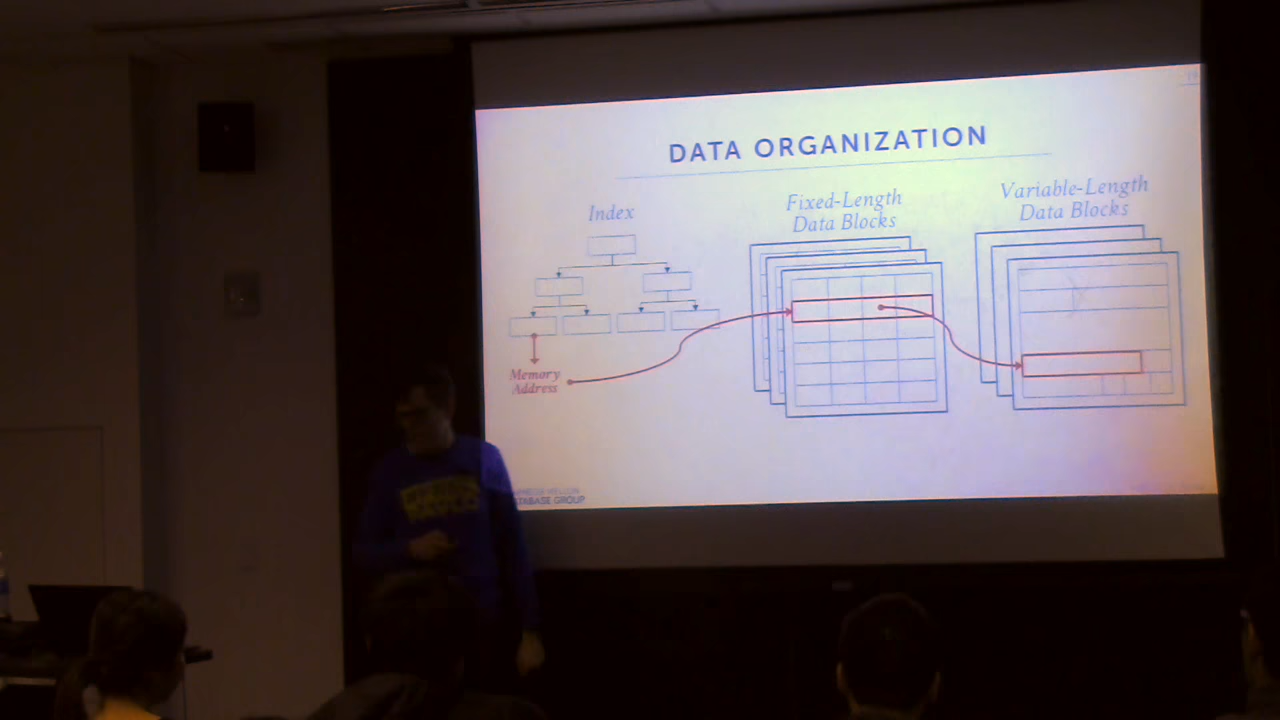 DATA ORGANIZATION
Index
Fixed-Length
Data Blocks
Variable-Length
Data Blocks
Memory
Address
DATABASE GROUP